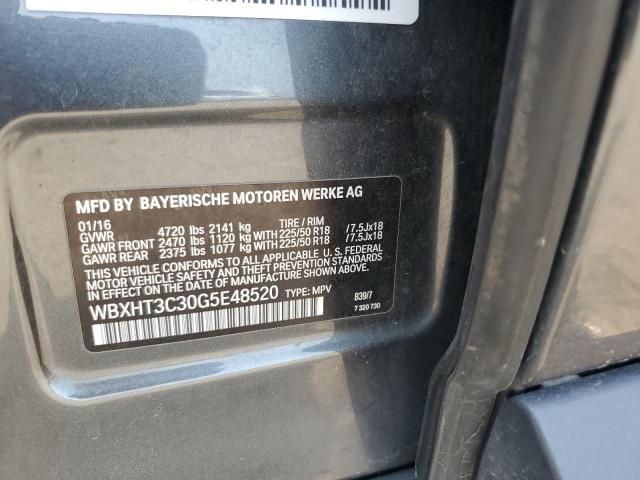 MFD BY BAYERISCHE MOTOREN WERKE AG
01/16 TIRE / RIM
GVWR 4720 lbs 2141 kg
GAWR FRONT 2470 lbs 1120 kg WITH 225/50 R18 /7.5Jx18
GAWR REAR 2375 lbs 1077 kg WITH 225/50 R18 /7.5Jx18
THIS VEHICLE CONFORMS TO ALL APPLICABLE
U.S. FEDERAL SAFETY, BUMPER, AND THEFT
PREVENTION STANDARDS IN EFFECT ON THE
DATE OF MANUFACTURE SHOWN ABOVE.
WBXHT3C30G5E48520 TYPE: MPV B39/7
7 320 730